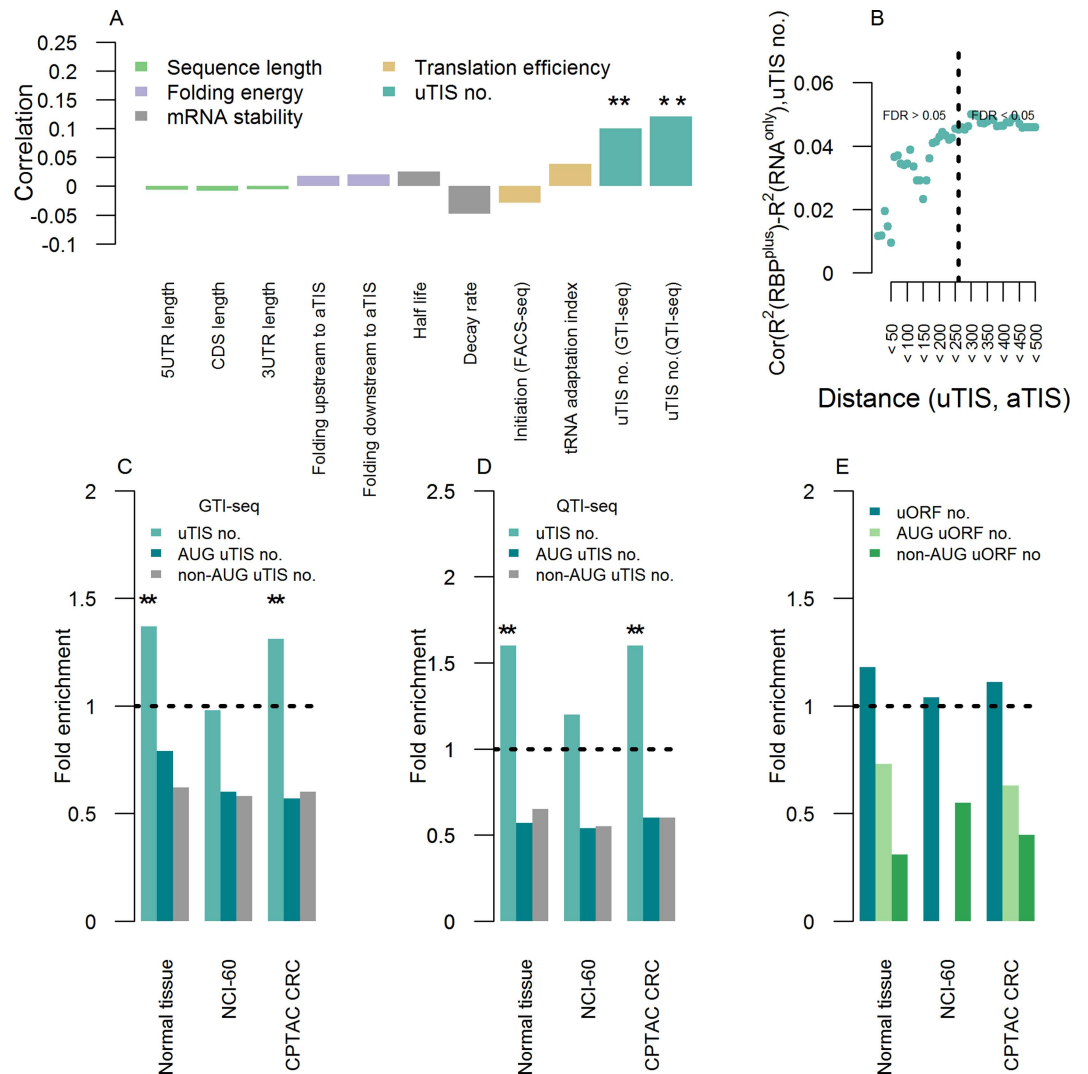 A
Correlation
0.25
0.2
0.15
0.1
0.05
0
-0.05
-0.1
Sequence length
Folding energy
mRNA stability
Translation efficiency
uTIS no.
**
* *
5UTR length
CDS length
3UTR length
Folding upstream to aTIS
Folding downstream to aTIS
Half life
Decay rate
Initiation (FACS-seq)
tRNA adaptation index
uTIS no. (GTI-seq)
uTIS no.(QTI-seq)
B
Cor(R²(RBPᵖˡᵘˢ)-R²(RNAᵒⁿˡʸ),uTIS no.)
0.06
0.04
0.02
0
FDR > 0.05
FDR < 0.05
< 50
< 100
< 150
< 200
< 250
< 300
< 350
< 400
< 450
< 500
Distance (uTIS, aTIS)
C
Fold enrichment
2
1.5
1
0.5
0
GTI-seq
uTIS no.
AUG uTIS no.
non-AUG uTIS no.
**
**
Normal tissue
NCI-60
CPTAC CRC
D
Fold enrichment
2.5
2
1.5
1
0.5
0
QTI-seq
uTIS no.
AUG uTIS no.
non-AUG uTIS no.
**
**
Normal tissue
NCI-60
CPTAC CRC
E
Fold enrichment
2
1.5
1
0.5
0
uORF no.
AUG uORF no.
non-AUG uORF no
Normal tissue
NCI-60
CPTAC CRC